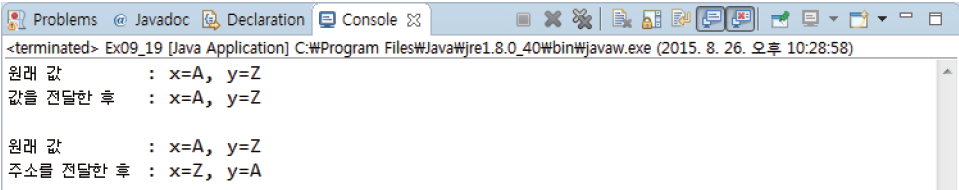 Problems @ Javadoc Declaration Console
<terminated> Ex09_19 [Java Application] C:₩Program Files₩Java₩jre1.8.0_40₩bin₩javaw.exe (2015. 8. 26. 오후 10:28:58)
원래 값 : x=A, y=Z
값을 전달한 후 : x=A, y=Z
원래 값 : x=A, y=Z
주소를 전달한 후 : x=Z, y=A